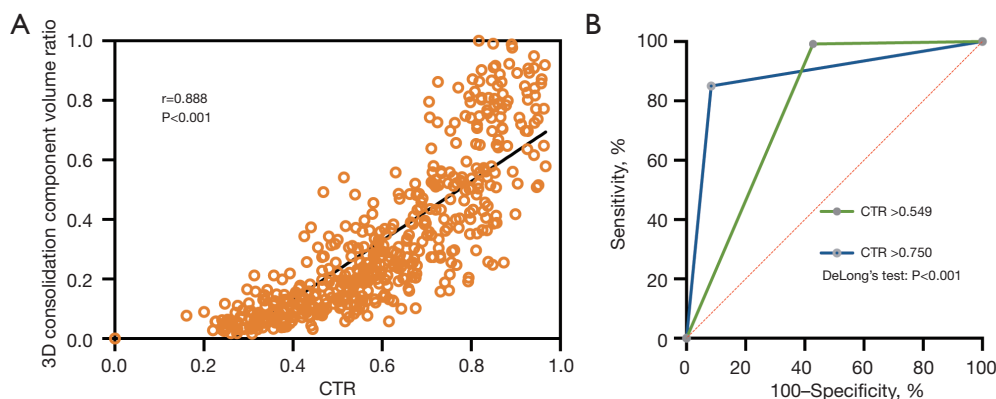 A
3D consolidation component volume ratio
1.0
0.8
0.6
0.4
0.2
0.0
r=0.888
P<0.001
0.0 0.2 0.4 0.6 0.8 1.0
CTR
B
Sensitivity, %
100
80
60
40
20
0
CTR >0.549
CTR >0.750
DeLong's test: P<0.001
0 20 40 60 80 100
100–Specificity, %